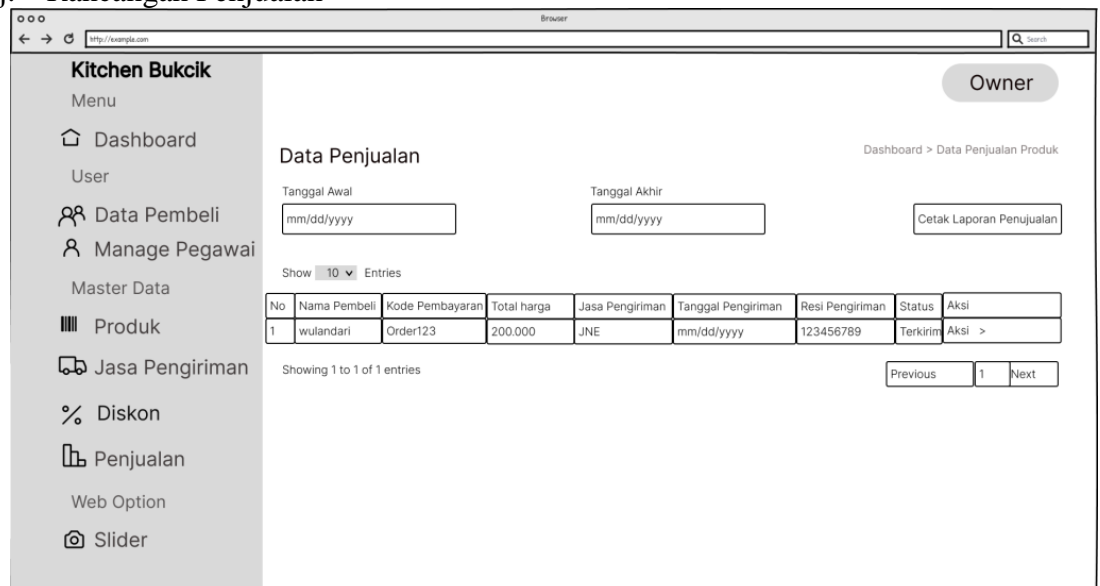 Rancangan Penjualan
Browser
http://example.com
Search
Kitchen Bukcik
Menu
Dashboard
User
Data Pembeli
Manage Pegawai
Master Data
Produk
Jasa Pengiriman
Diskon
Penjualan
Web Option
Slider
Owner
Data Penjualan
Dashboard > Data Penjualan Produk
Tanggal Awal
Tanggal Akhir
mm/dd/yyyy
mm/dd/yyyy
Cetak Laporan Penujualan
Show 10 Entries
No Nama Pembeli Kode Pembayaran Total harga Jasa Pengiriman Tanggal Pengiriman Resi Pengiriman Status Aksi
1 wulandari Order123 200.000 JNE mm/dd/yyyy 123456789 Terkirim Aksi >
Showing 1 to 1 of 1 entries
Previous 1 Next